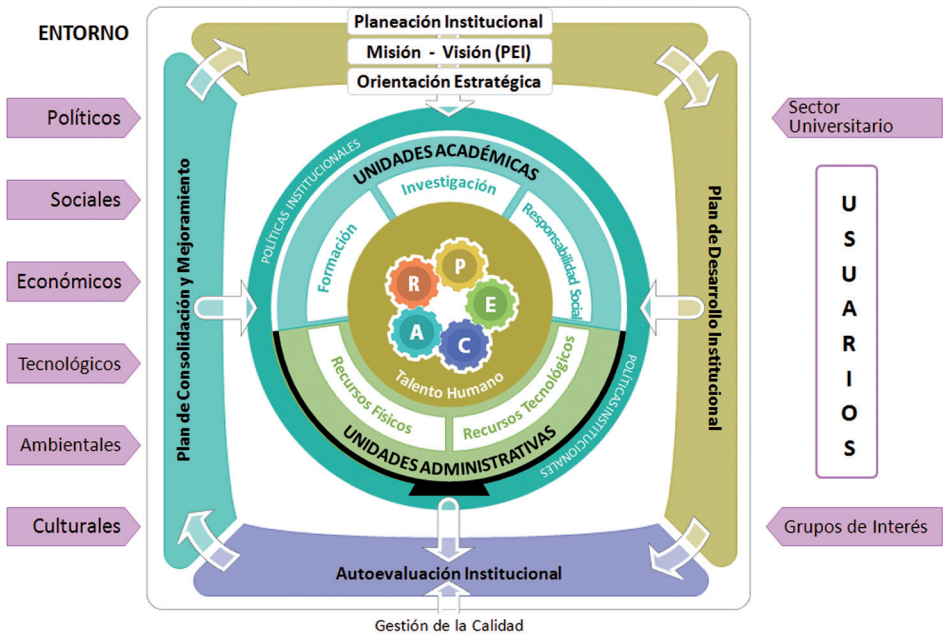 ENTORNO
Planeación Institucional
Misión - Visión (PEI)
Orientación Estratégica
Políticos
Sociales
Económicos
Tecnológicos
Ambientales
Culturales
Plan de Consolidación y Mejoramiento
POLÍTICAS INSTITUCIONALES
UNIDADES ACADÉMICAS
Formación
Investigación
Responsabilidad Social
R
P
E
A
C
Talento Humano
Recursos Físicos
Recursos Tecnológicos
UNIDADES ADMINISTRATIVAS
POLÍTICAS INSTITUCIONALES
Plan de Desarrollo Institucional
Autoevaluación Institucional
Gestión de la Calidad
Sector
Universitario
U
S
U
A
R
I
O
S
Grupos de Interés